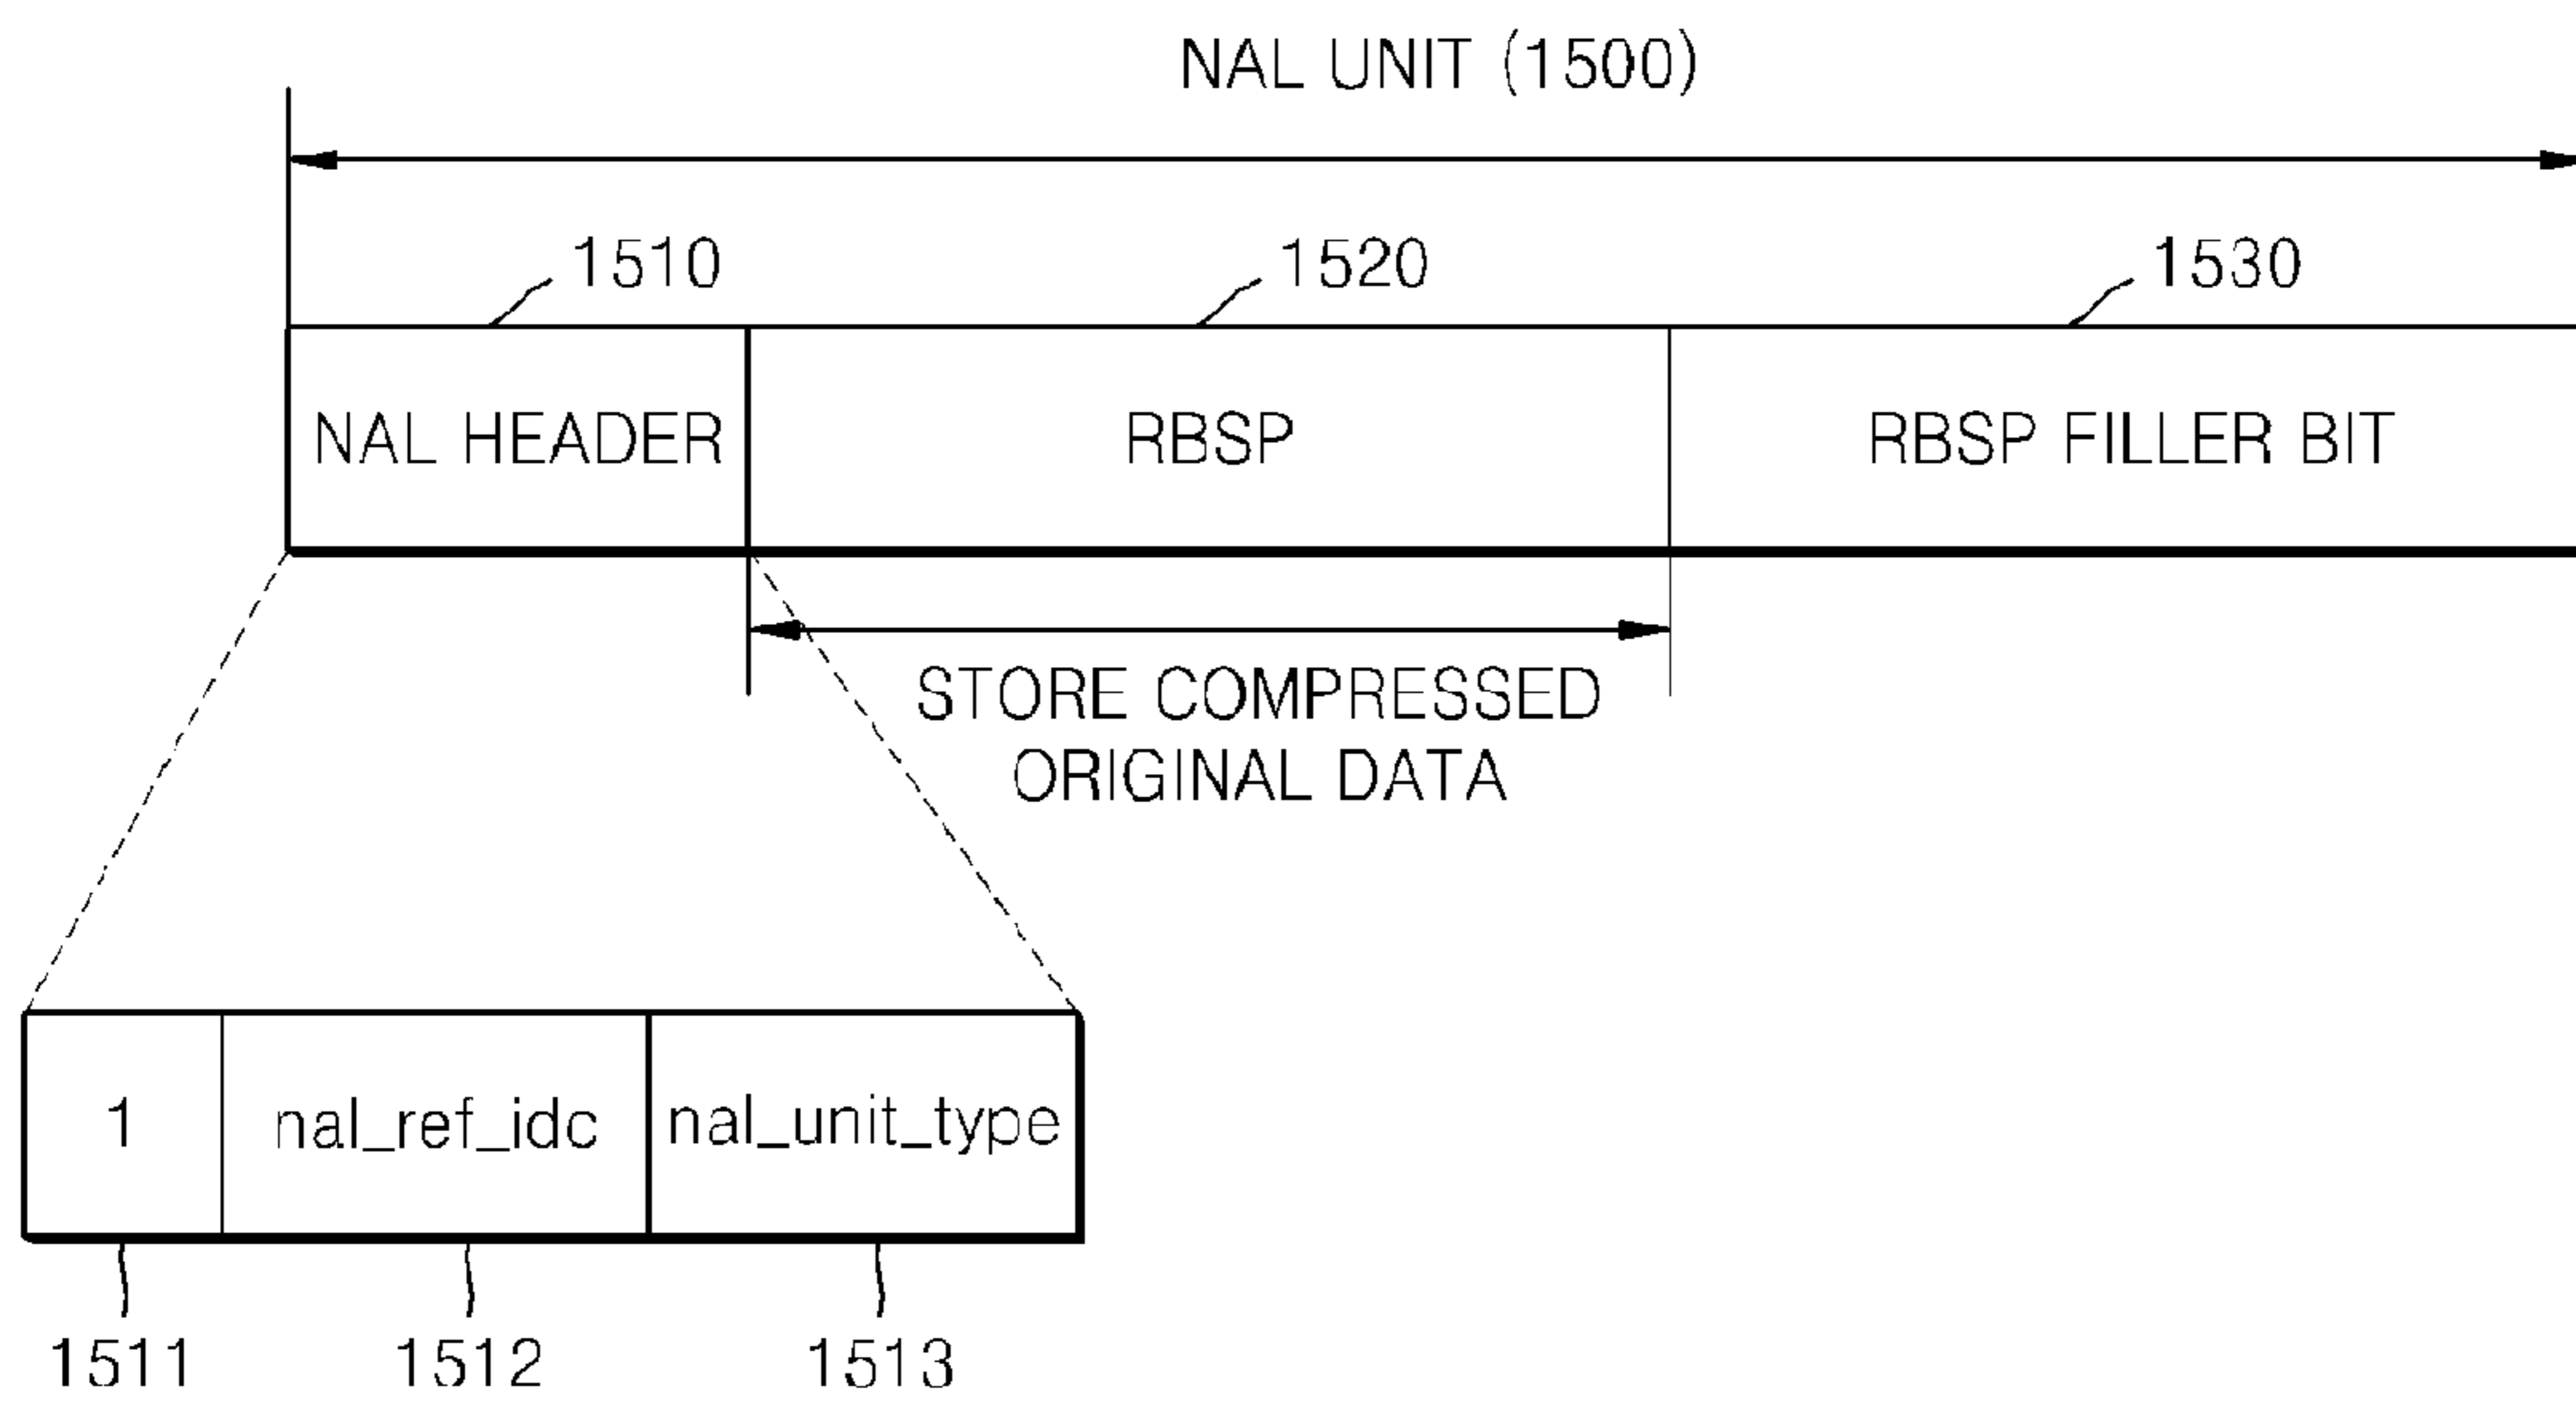 NAL UNIT (1500)
1510 1520 1530
NAL HEADER RBSP RBSP FILLER BIT
STORE COMPRESSED
ORIGINAL DATA
1 nal_ref_idc nal_unit_type
1511 1512 1513